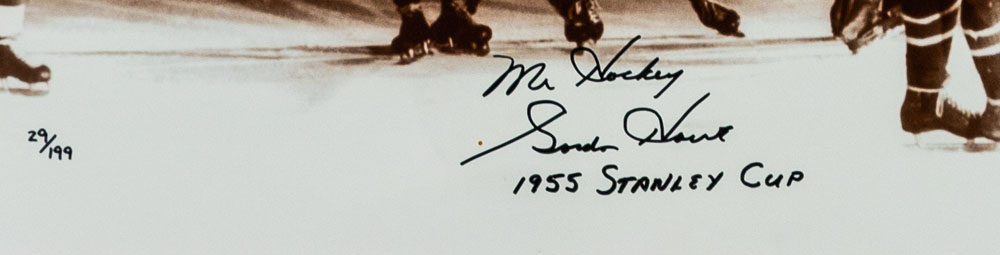 Mr Hockey
Gordie Howe
29/199
1955 STANLEY CUP